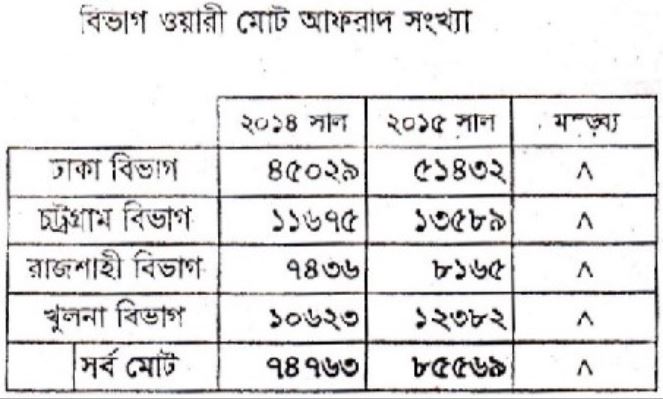 বিভাগ ওয়ারী মোট আফরাদ সংখ্যা
২০১৪ সাল ২০১৫ সাল মন্তব্য
ঢাকা বিভাগ ৪৫০২৯ ৫১৪৩২ ^
চট্টগ্রাম বিভাগ ১১৬৭৫ ১৩৫৮৯ ^
রাজশাহী বিভাগ ৭৪৩৬ ৮১৬৫ ^
খুলনা বিভাগ ১০৬২৩ ১২৩৮২ ^
সর্ব মোট ৭৪৭৬৩ ৮৫৫৬৯ ^